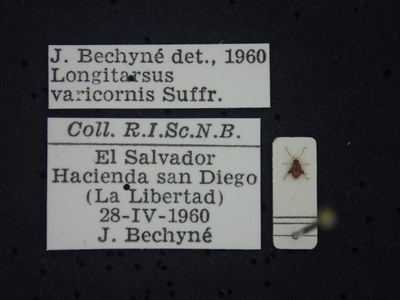 J. Bechyné det., 1960
Longitarsus
varicornis Suffr.
Coll. R.I.Sc.N.B.
El Salvador
Hacienda san Diego
(La Libertad)
28-IV-1960
J. Bechyné